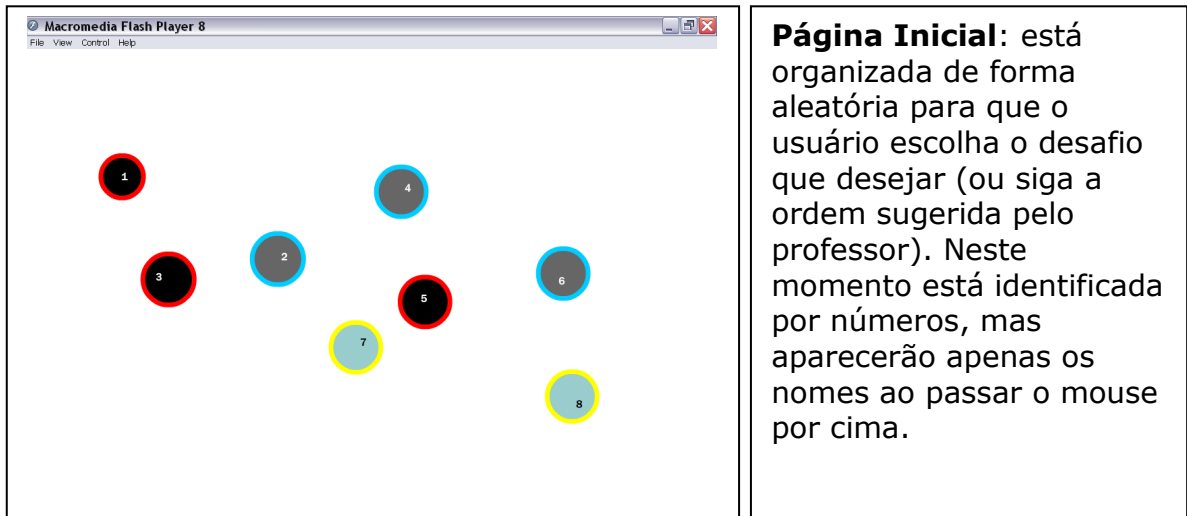 Macromedia Flash Player 8
File View Control Help
1
4
2
3
6
5
7
8
Página Inicial: está
organizada de forma
aleatória para que o
usuário escolha o desafio
que desejar (ou siga a
ordem sugerida pelo
professor). Neste
momento está identificada
por números, mas
aparecerão apenas os
nomes ao passar o mouse
por cima.